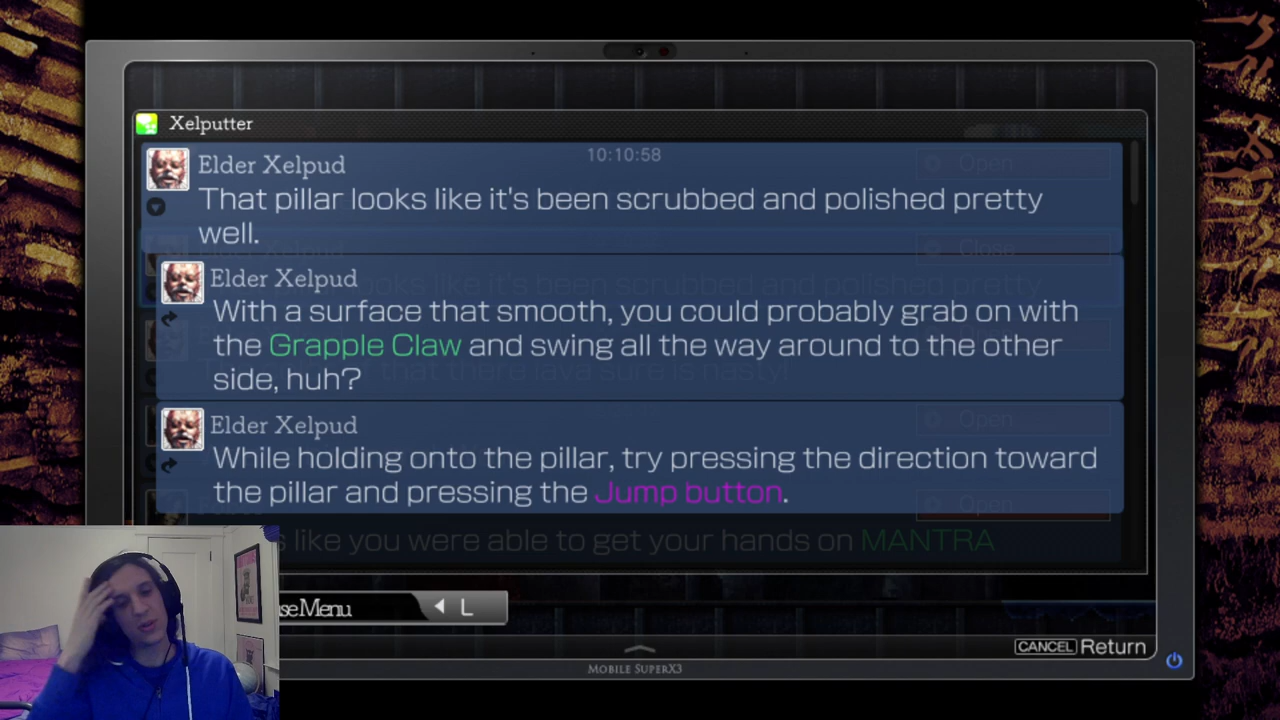 Xelputter
10:10:58
Open
Elder Xelpud
That pillar looks like it's been scrubbed and polished pretty
well.
Close
Elder Xelpud
With a surface that smooth, you could probably grab on with
the Grapple Claw and swing all the way around to the other
side, huh?
Open
Elder Xelpud
While holding onto the pillar, try pressing the direction toward
the pillar and pressing the Jump button.
Open
like you were able to get your hands on MANTRA
L
CANCEL Return
MOBILE SUPERX3